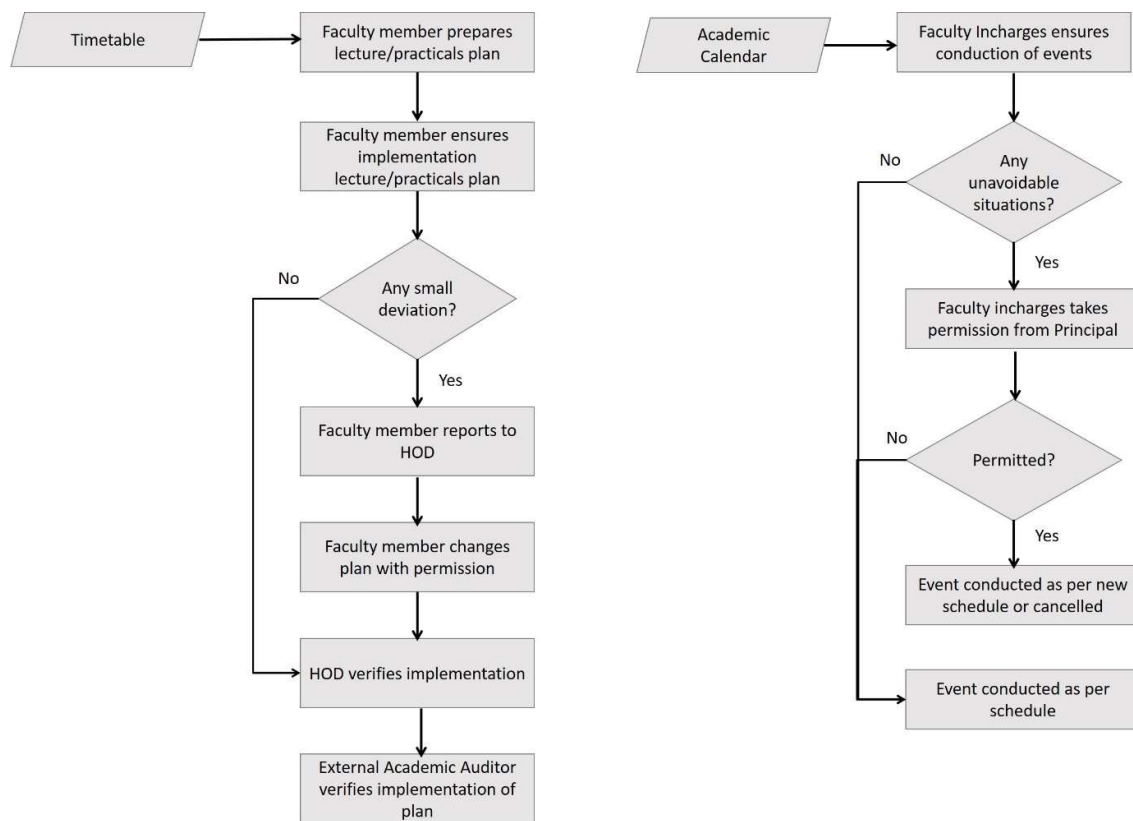 Timetable
Faculty member prepares
lecture/practicals plan
Faculty member ensures
implementation
lecture/practicals plan
No
Any small
deviation?
Yes
Faculty member reports to
HOD
Faculty member changes
plan with permission
HOD verifies implementation
External Academic Auditor
verifies implementation of
plan
Academic
Calendar
Faculty Incharges ensures
conduction of events
No
Any
unavoidable
situations?
Yes
Faculty incharges takes
permission from Principal
No
Permitted?
Yes
Event conducted as per new
schedule or cancelled
Event conducted as per
schedule